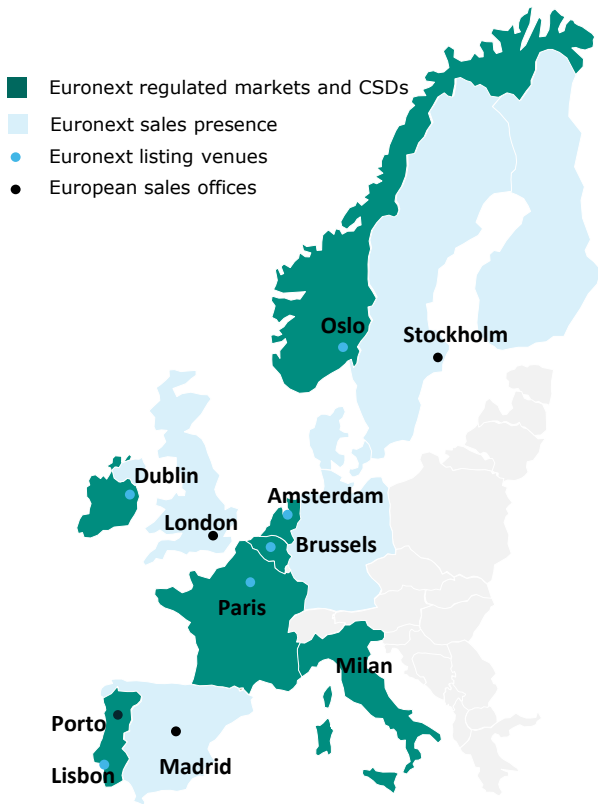 Euronext regulated markets and CSDs
Euronext sales presence
Euronext listing venues
European sales offices
Oslo
Stockholm
Dublin
Amsterdam
London
Brussels
Paris
Milan
Porto
Madrid
Lisbon